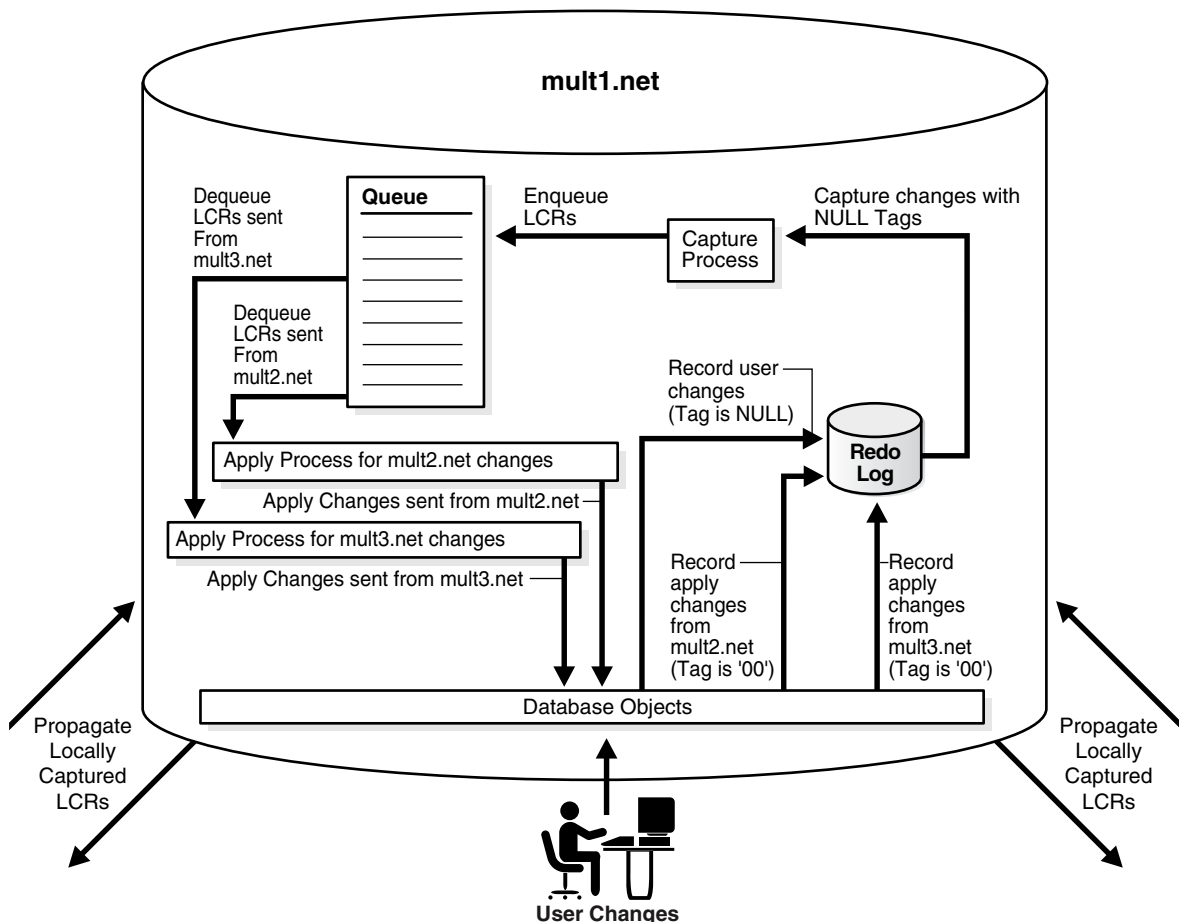 mult1.net
Dequeue
LCRs sent
From
mult3.net
Queue
Enqueue
LCRs
Capture
Process
Capture changes with
NULL Tags
Dequeue
LCRs sent
From
mult2.net
Record user
changes
(Tag is NULL)
Redo
Log
Apply Process for mult2.net changes
Apply Changes sent from mult2.net
Apply Process for mult3.net changes
Apply Changes sent from mult3.net
Record
apply
changes
from
mult2.net
(Tag is '00')
Record
apply
changes
from
mult3.net
(Tag is '00')
Database Objects
Propagate
Locally
Captured
LCRs
Propagate
Locally
Captured
LCRs
User Changes